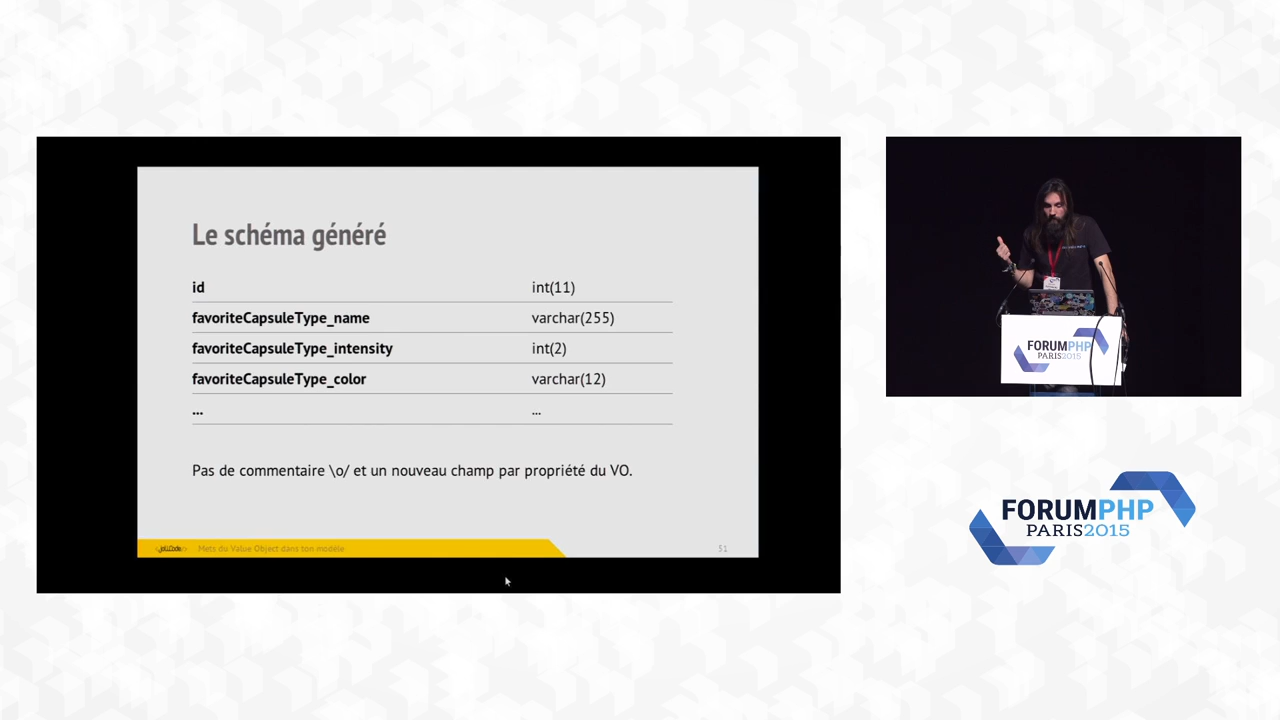 Le schéma généré
id int(11)
favoriteCapsuleType_name varchar(255)
favoriteCapsuleType_intensity int(2)
favoriteCapsuleType_color varchar(12)
... ...
Pas de commentaire \o/ et un nouveau champ par propriété du VO.
JoliCode Mets du Value Object dans ton modèle. 51
FORUMPHP
PARIS2015
FORUMPHP
PARIS2015